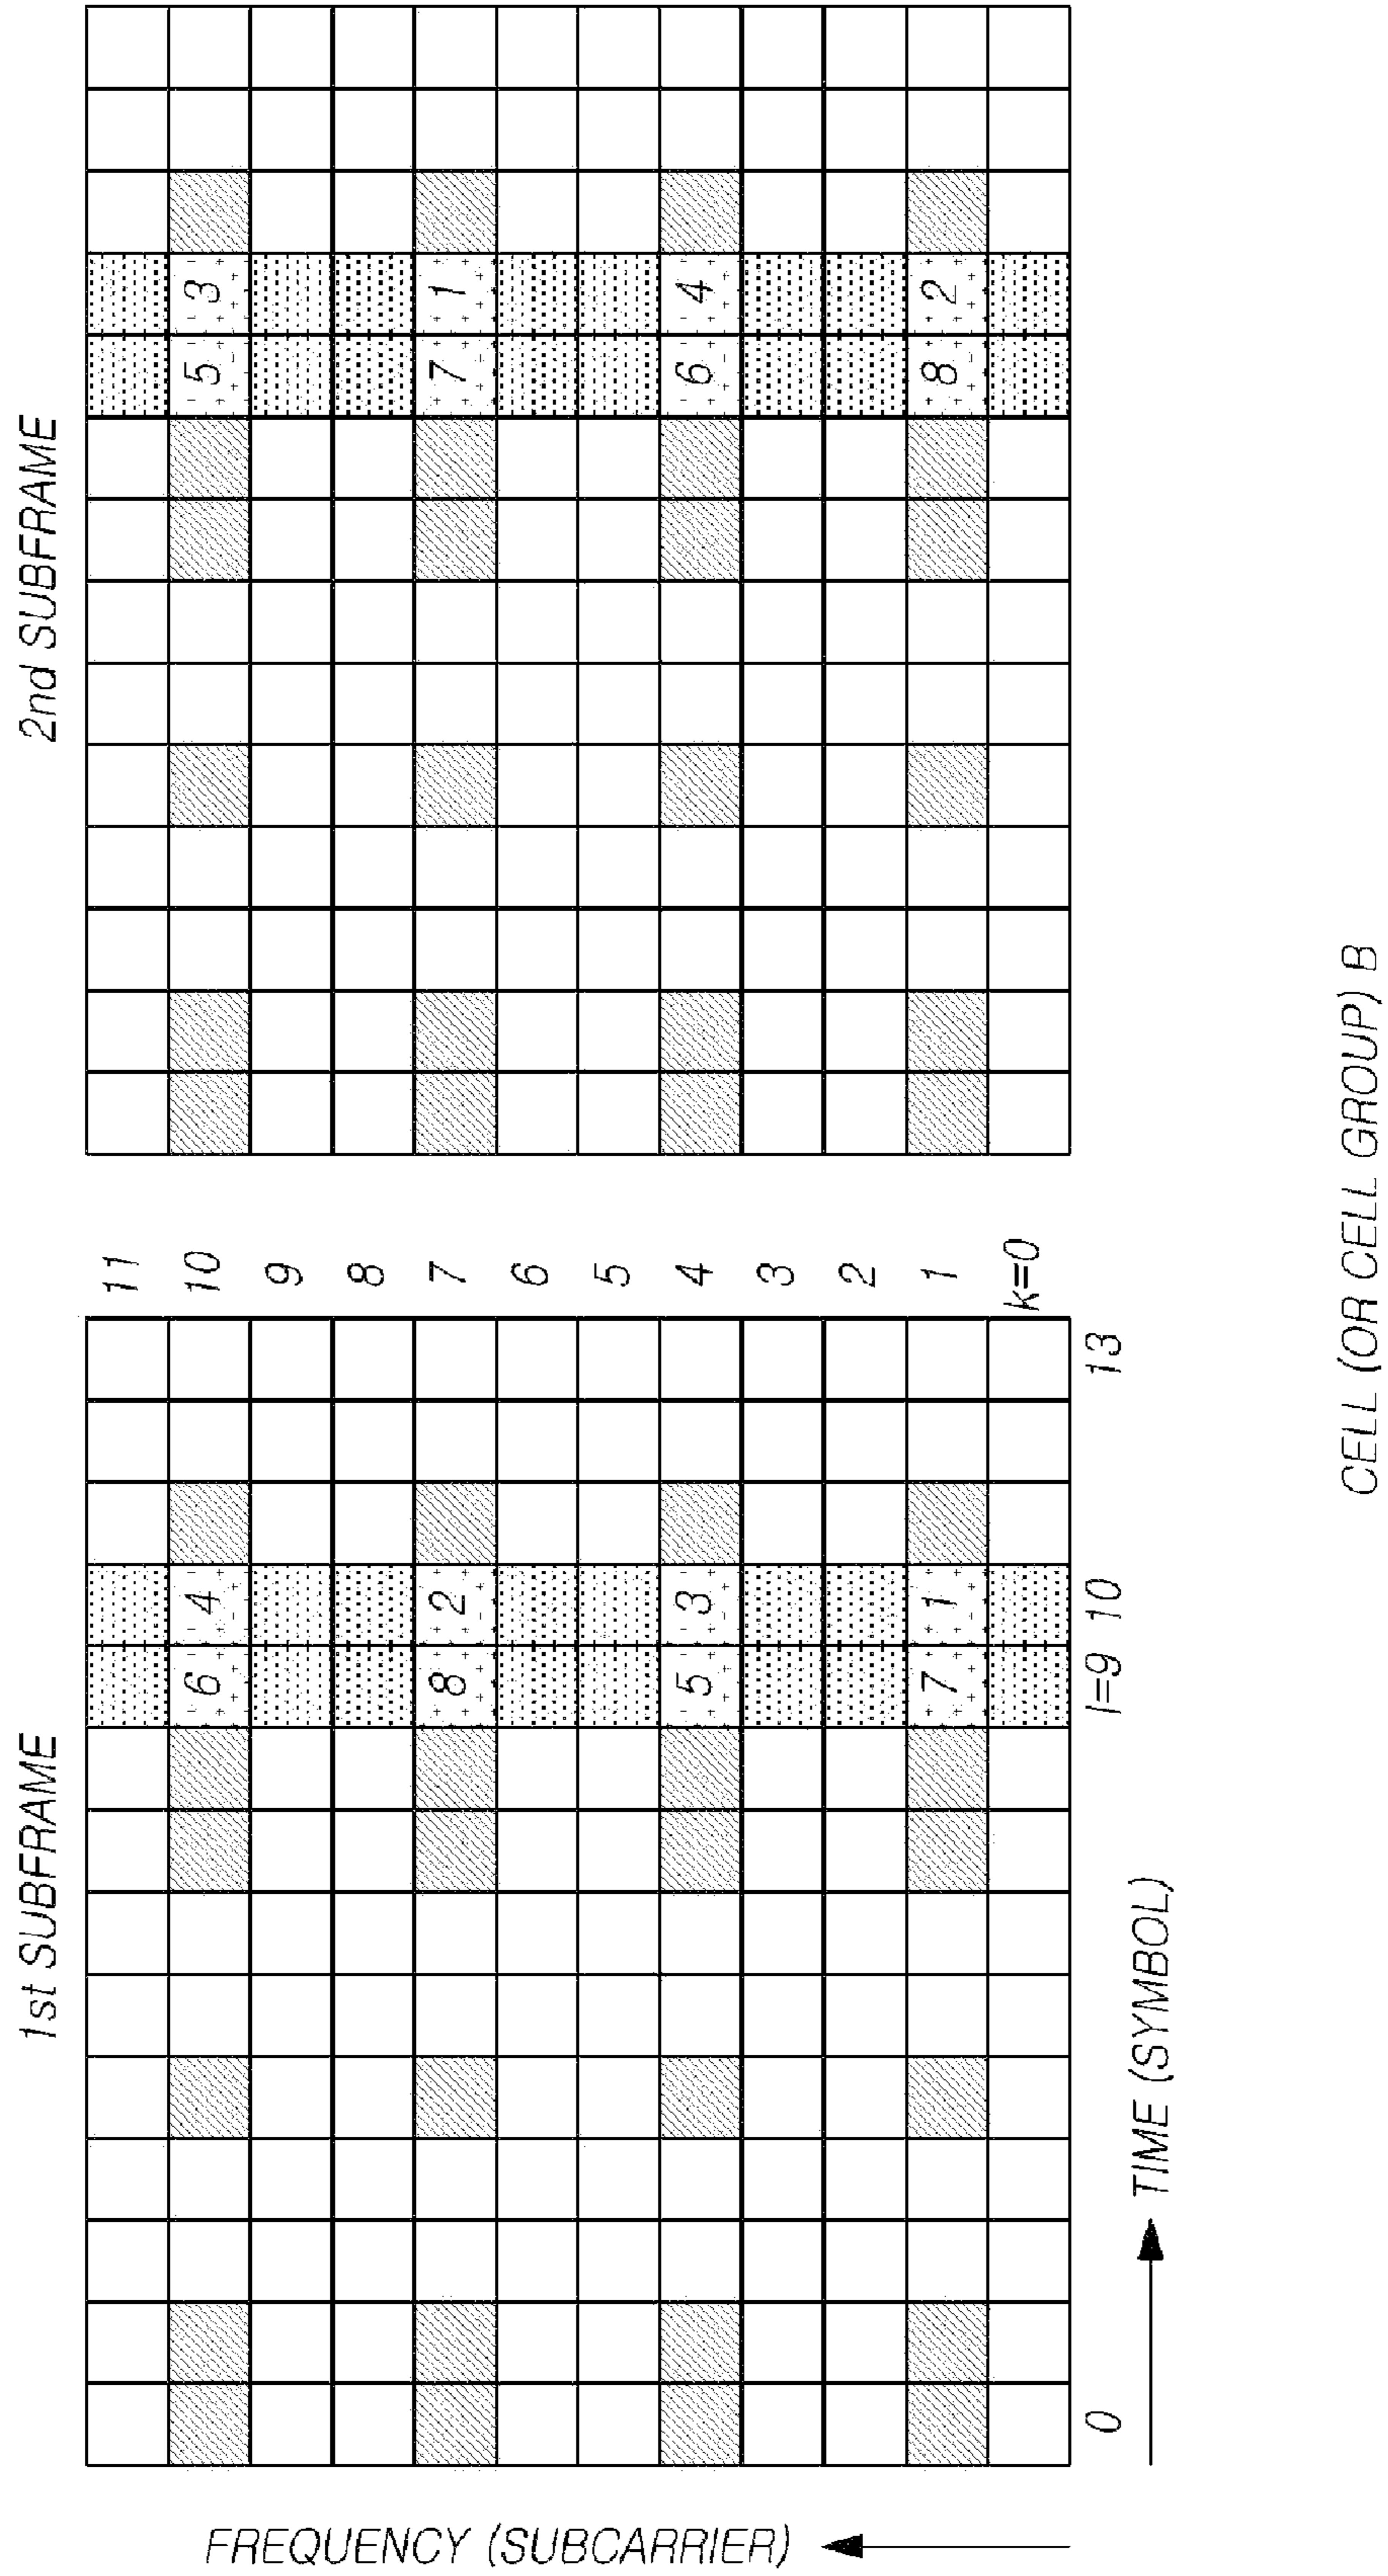 1st SUBFRAME 2nd SUBFRAME
FREQUENCY (SUBCARRIER)
11
6 4 10 5 3
9
8
8 2 7 7 1
6
5
5 3 4 6 4
3
2
7 1 1 8 2
k=0
0 l=9 10 13
TIME (SYMBOL)
CELL (OR CELL GROUP) B